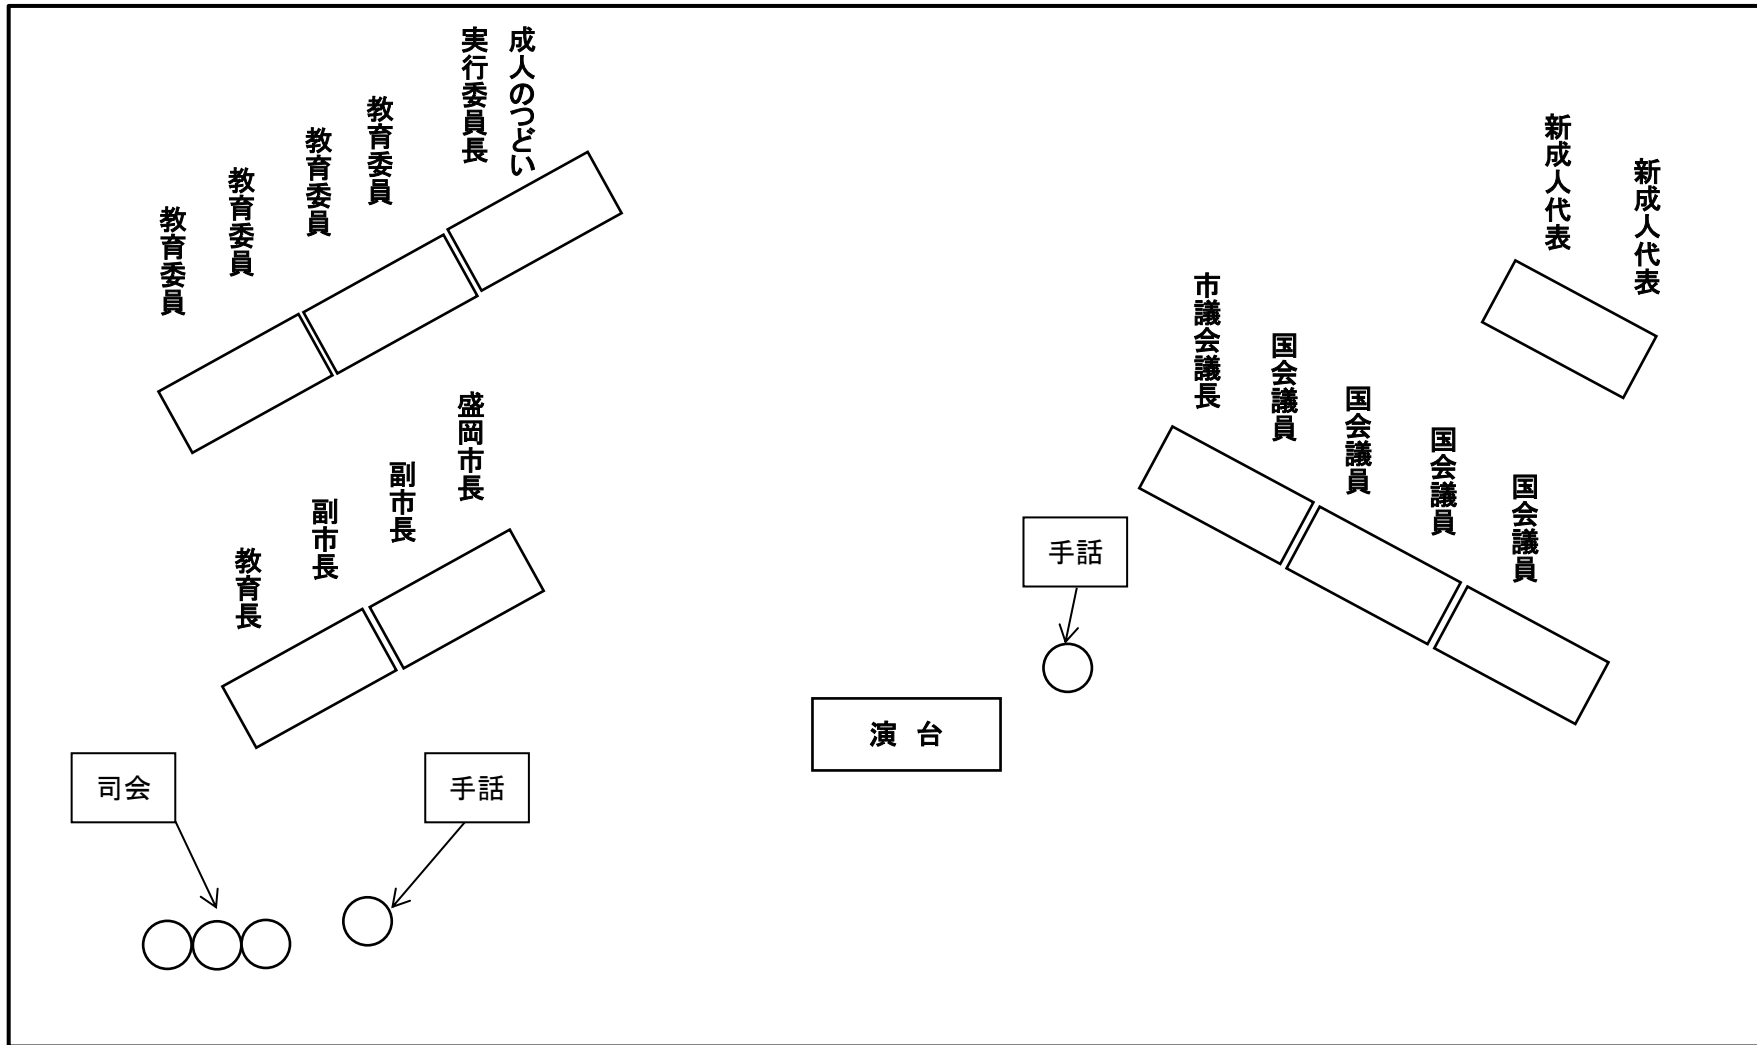 成人のつどい
実行委員長
教育委員
教育委員
教育委員
教育委員
盛岡市長
副市長
副市長
教育長
司会
手話
演台
手話
市議会議長
国会議員
国会議員
国会議員
国会議員
新成人代表
新成人代表